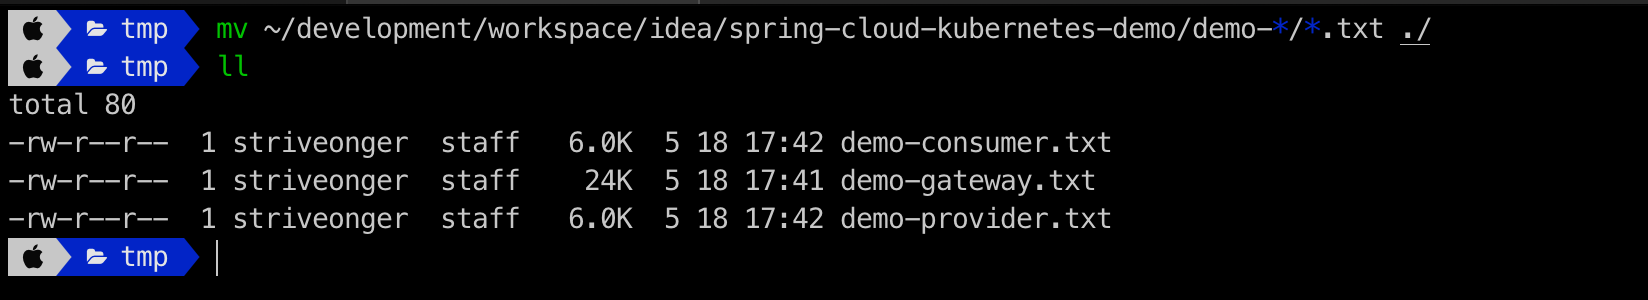 tmp mv ~/development/workspace/idea/spring-cloud-kubernetes-demo/demo-*/*.txt ./
tmp ll
total 80
-rw-r--r--  1 striveonger  staff   6.0K  5 18 17:42 demo-consumer.txt
-rw-r--r--  1 striveonger  staff    24K  5 18 17:41 demo-gateway.txt
-rw-r--r--  1 striveonger  staff   6.0K  5 18 17:42 demo-provider.txt
tmp